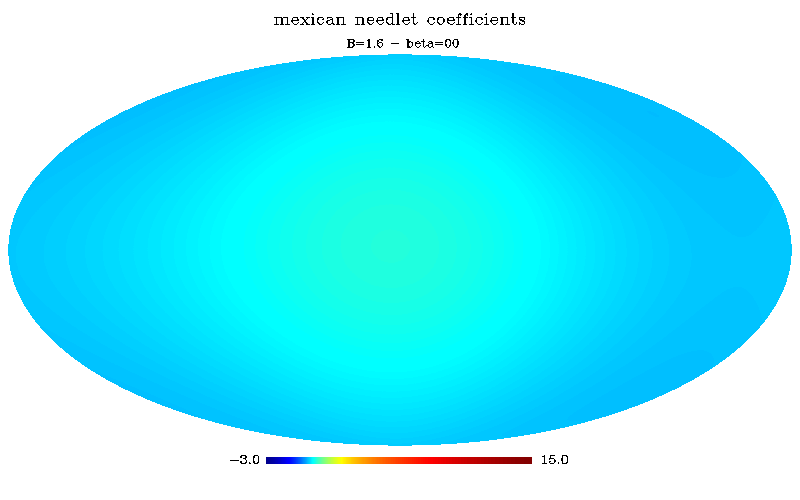 mexican needlet coefficients
B=1.6 − beta=00
−3.0 15.0